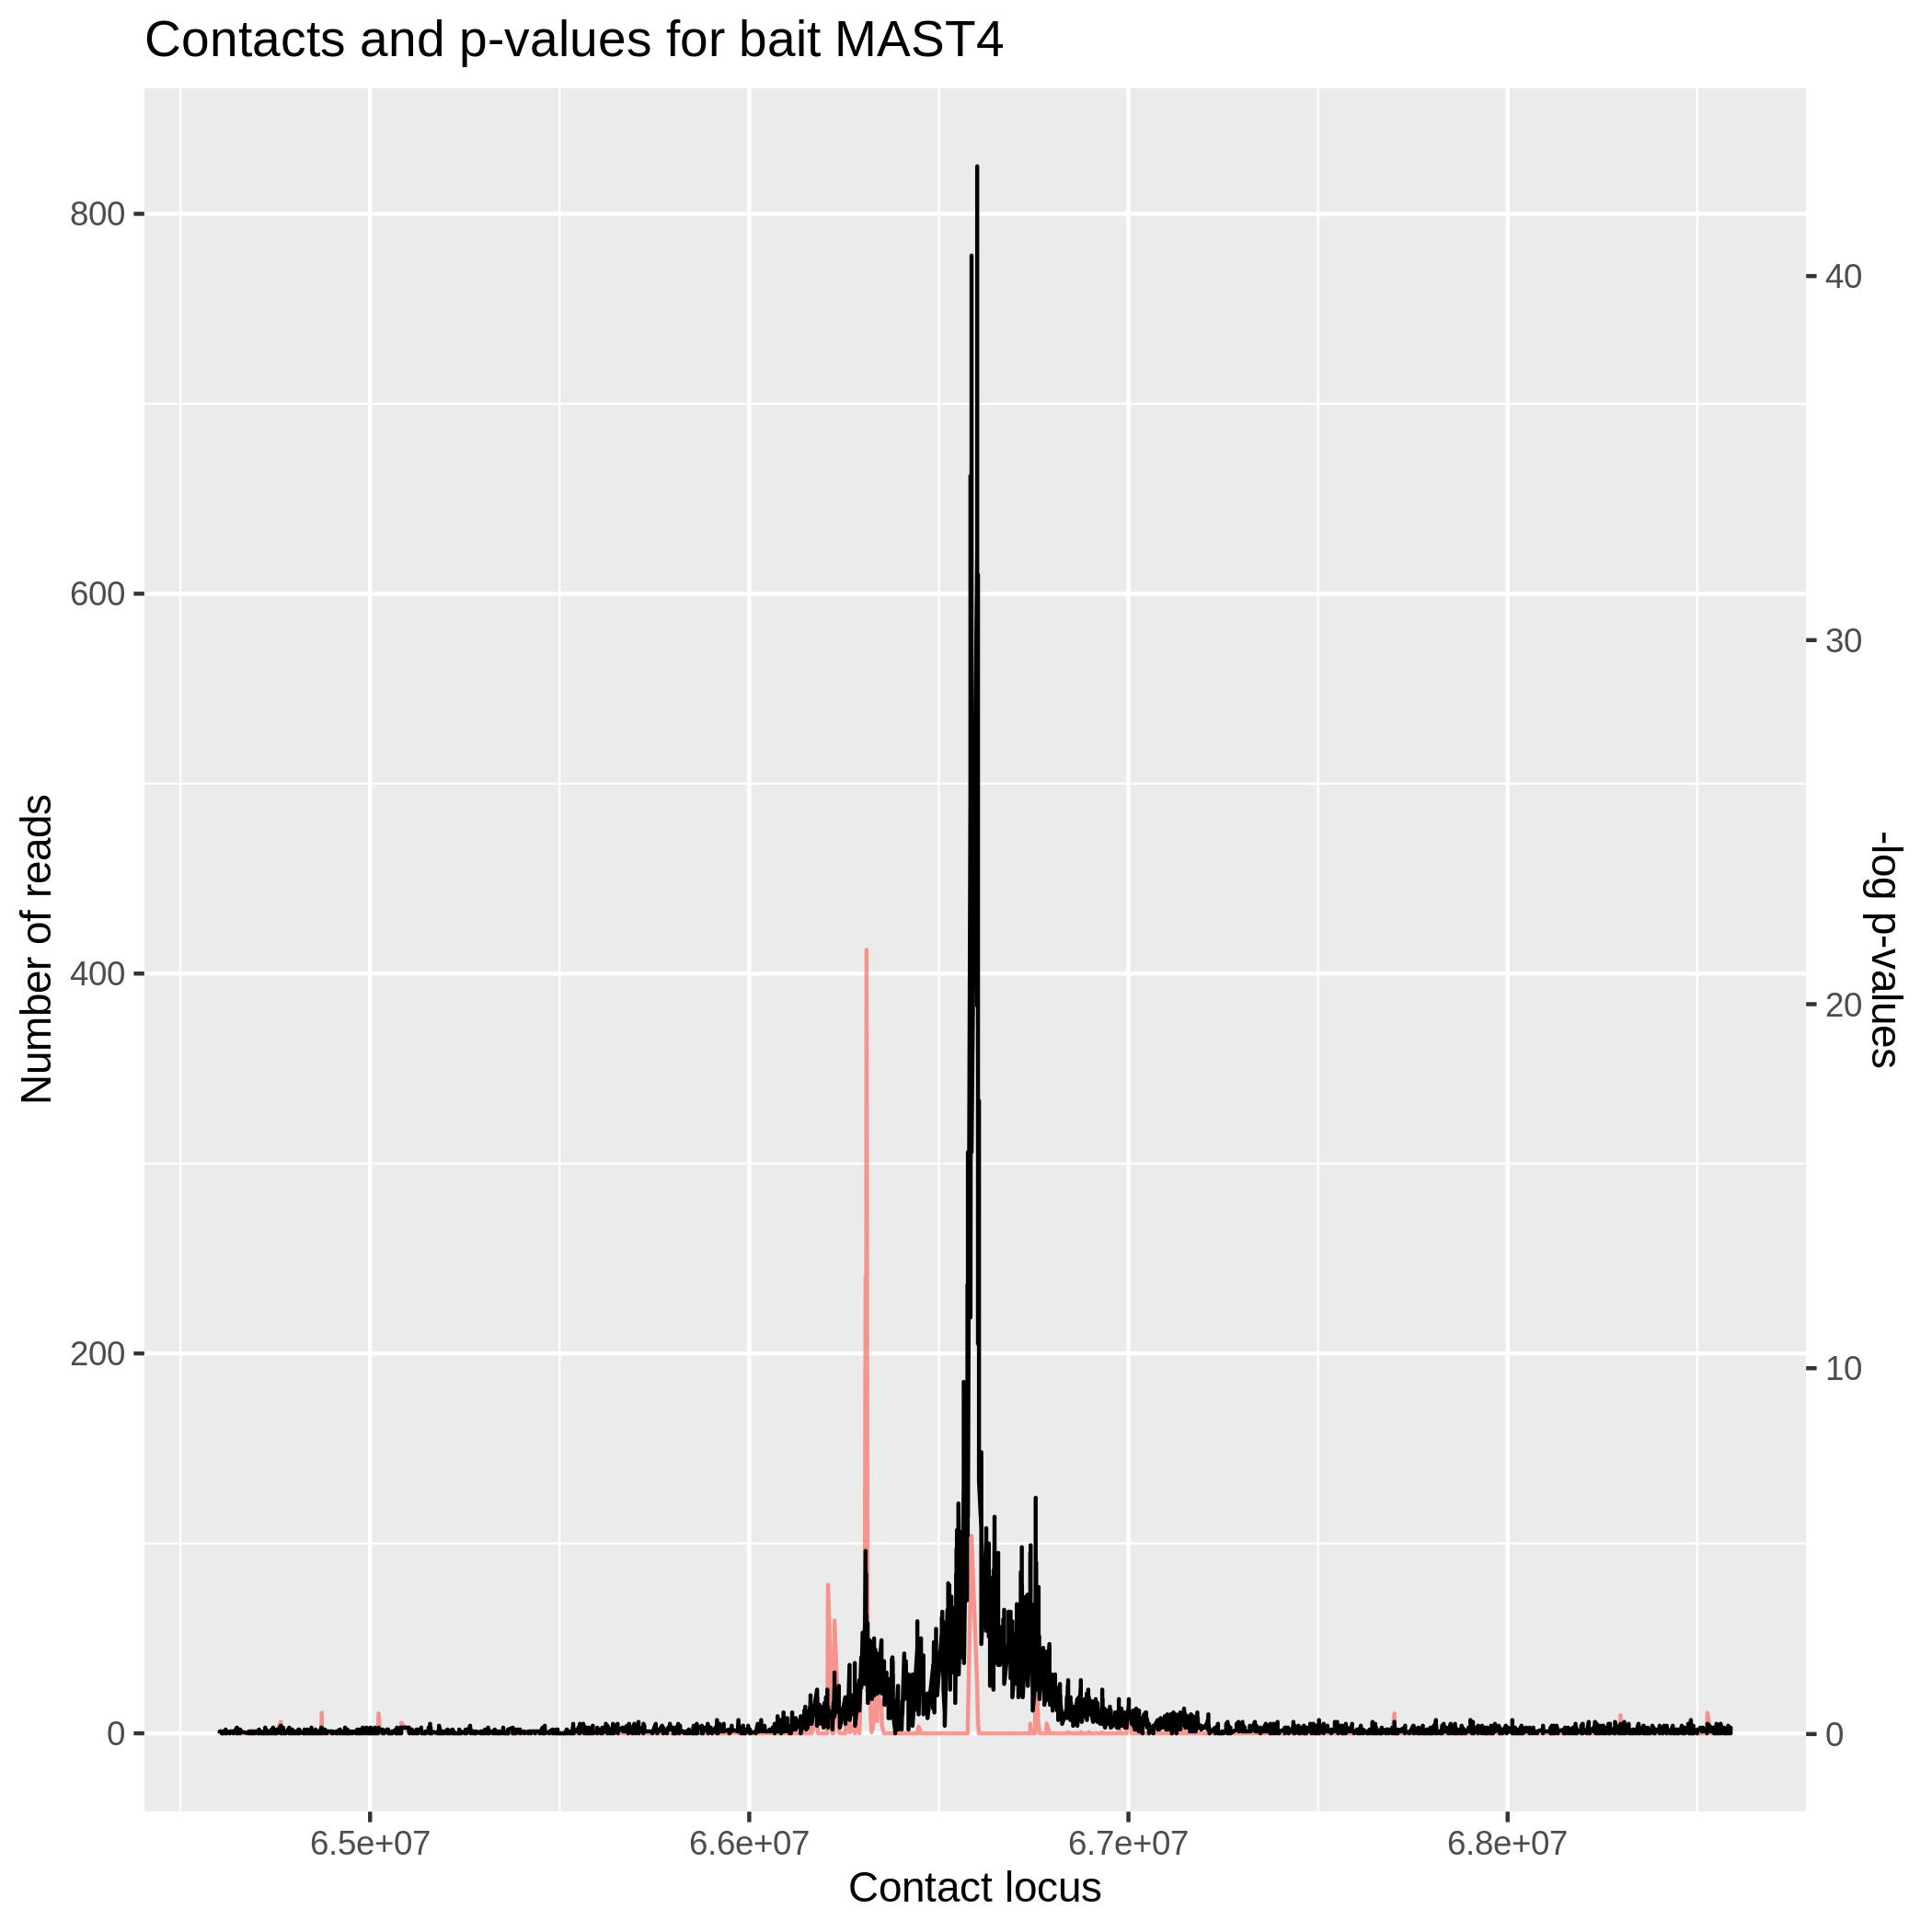 Contacts and p-values for bait MAST4
800
600
400
200
0
Number of reads
40
30
20
10
0
-log p-values
6.5e+07
6.6e+07
6.7e+07
6.8e+07
Contact locus